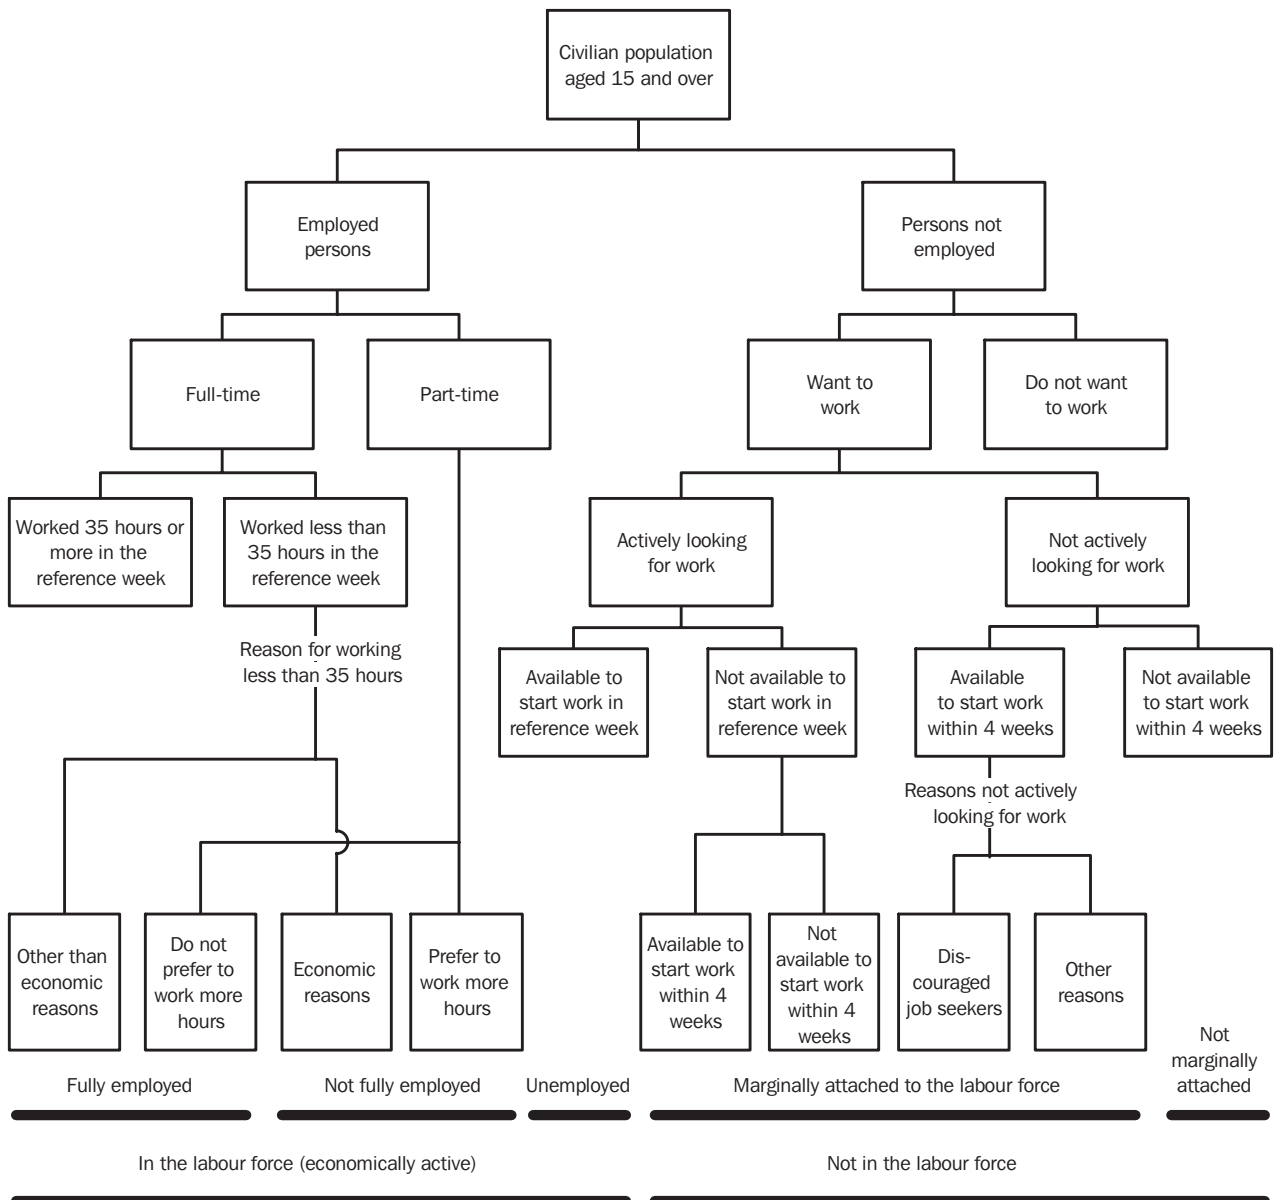 Civilian population
aged 15 and over
Employed
persons
Persons not
employed
Full-time
Part-time
Want to
work
Do not want
to work
Worked 35 hours or
more in the
reference week
Worked less than
35 hours in the
reference week
Actively looking
for work
Not actively
looking for work
Reason for working
less than 35 hours
Available to
start work in
reference week
Not available to
start work in
reference week
Available
to start work
within 4 weeks
Not available
to start work
within 4 weeks
Reasons not actively
looking for work
Other than
economic
reasons
Do not
prefer to
work more
hours
Economic
reasons
Prefer to
work more
hours
Available to
start work
within 4
weeks
Not
available to
start work
within 4
weeks
Dis-
couraged
job seekers
Other
reasons
Fully employed
Not fully employed
Unemployed
Marginally attached to the labour force
Not
marginally
attached
In the labour force (economically active)
Not in the labour force